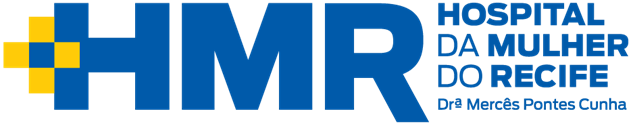 HMR
HOSPITAL
DA MULHER
DO RECIFE
Drª Mercês Pontes Cunha